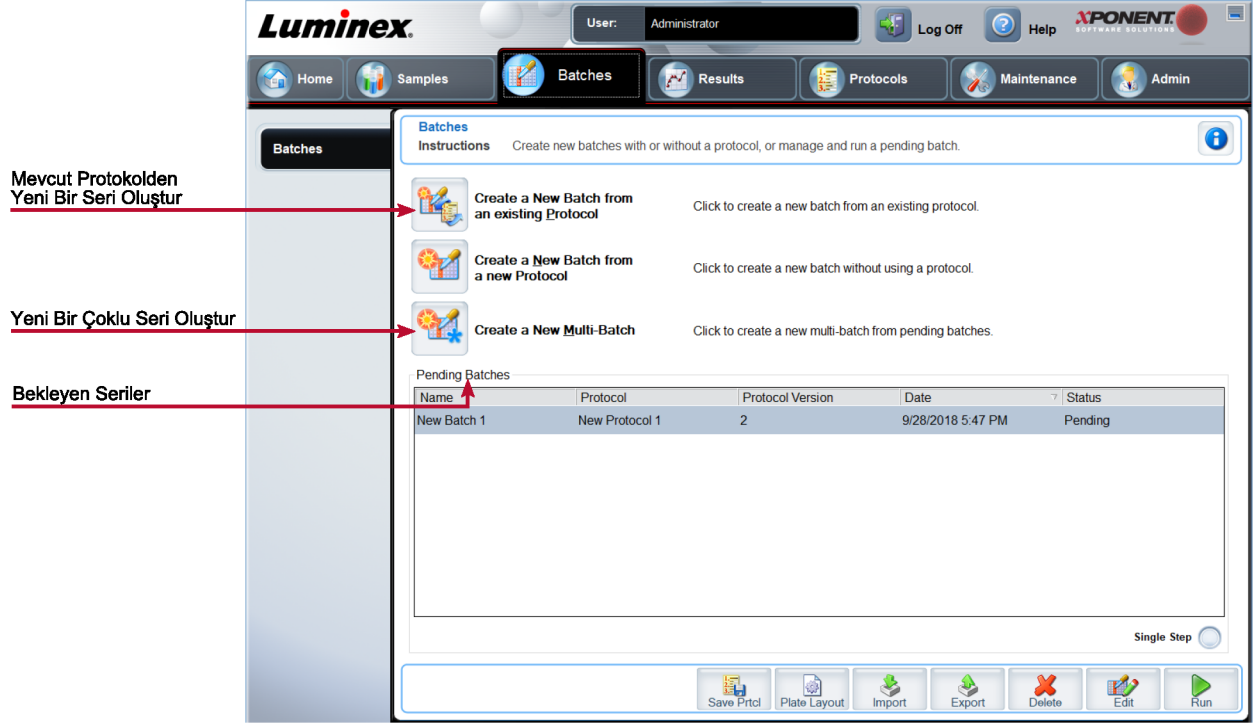 Luminex.
User: Administrator
Log Off
Help
XPONENT.
SOFTWARE SOLUTIONS
Home
Samples
Batches
Results
Protocols
Maintenance
Admin
Batches
Batches
Instructions Create new batches with or without a protocol, or manage and run a pending batch.
Mevcut Protokolden
Yeni Bir Seri Oluştur
Create a New Batch from
an existing Protocol
Click to create a new batch from an existing protocol.
Create a New Batch from
a new Protocol
Click to create a new batch without using a protocol.
Yeni Bir Çoklu Seri Oluştur
Create a New Multi-Batch
Click to create a new multi-batch from pending batches.
Bekleyen Seriler
Pending Batches
Name Protocol Protocol Version Date Status
New Batch 1 New Protocol 1 2 9/28/2018 5:47 PM Pending
Single Step
Save Prtcl
Plate Layout
Import
Export
Delete
Edit
Run